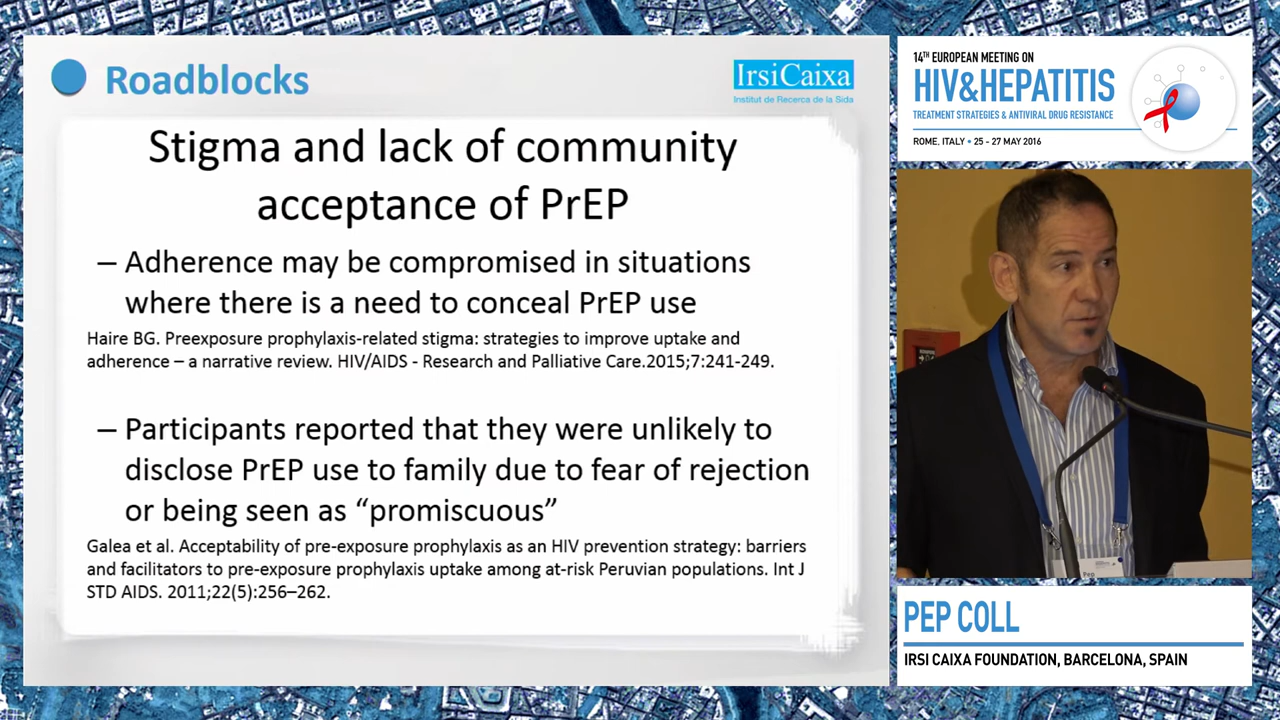 Roadblocks
IrsiCaixa
Institut de Recerca de la Sida
Stigma and lack of community
acceptance of PrEP
– Adherence may be compromised in situations
where there is a need to conceal PrEP use
Haire BG. Preexposure prophylaxis-related stigma: strategies to improve uptake and
adherence – a narrative review. HIV/AIDS - Research and Palliative Care.2015;7:241-249.
– Participants reported that they were unlikely to
disclose PrEP use to family due to fear of rejection
or being seen as “promiscuous”
Galea et al. Acceptability of pre-exposure prophylaxis as an HIV prevention strategy: barriers
and facilitators to pre-exposure prophylaxis uptake among at-risk Peruvian populations. Int J
STD AIDS. 2011;22(5):256–262.
14TH EUROPEAN MEETING ON
HIV&HEPATITIS
TREATMENT STRATEGIES & ANTIVIRAL DRUG RESISTANCE
ROME, ITALY • 25 - 27 MAY 2016
Pep
PEP COLL
IRSI CAIXA FOUNDATION, BARCELONA, SPAIN